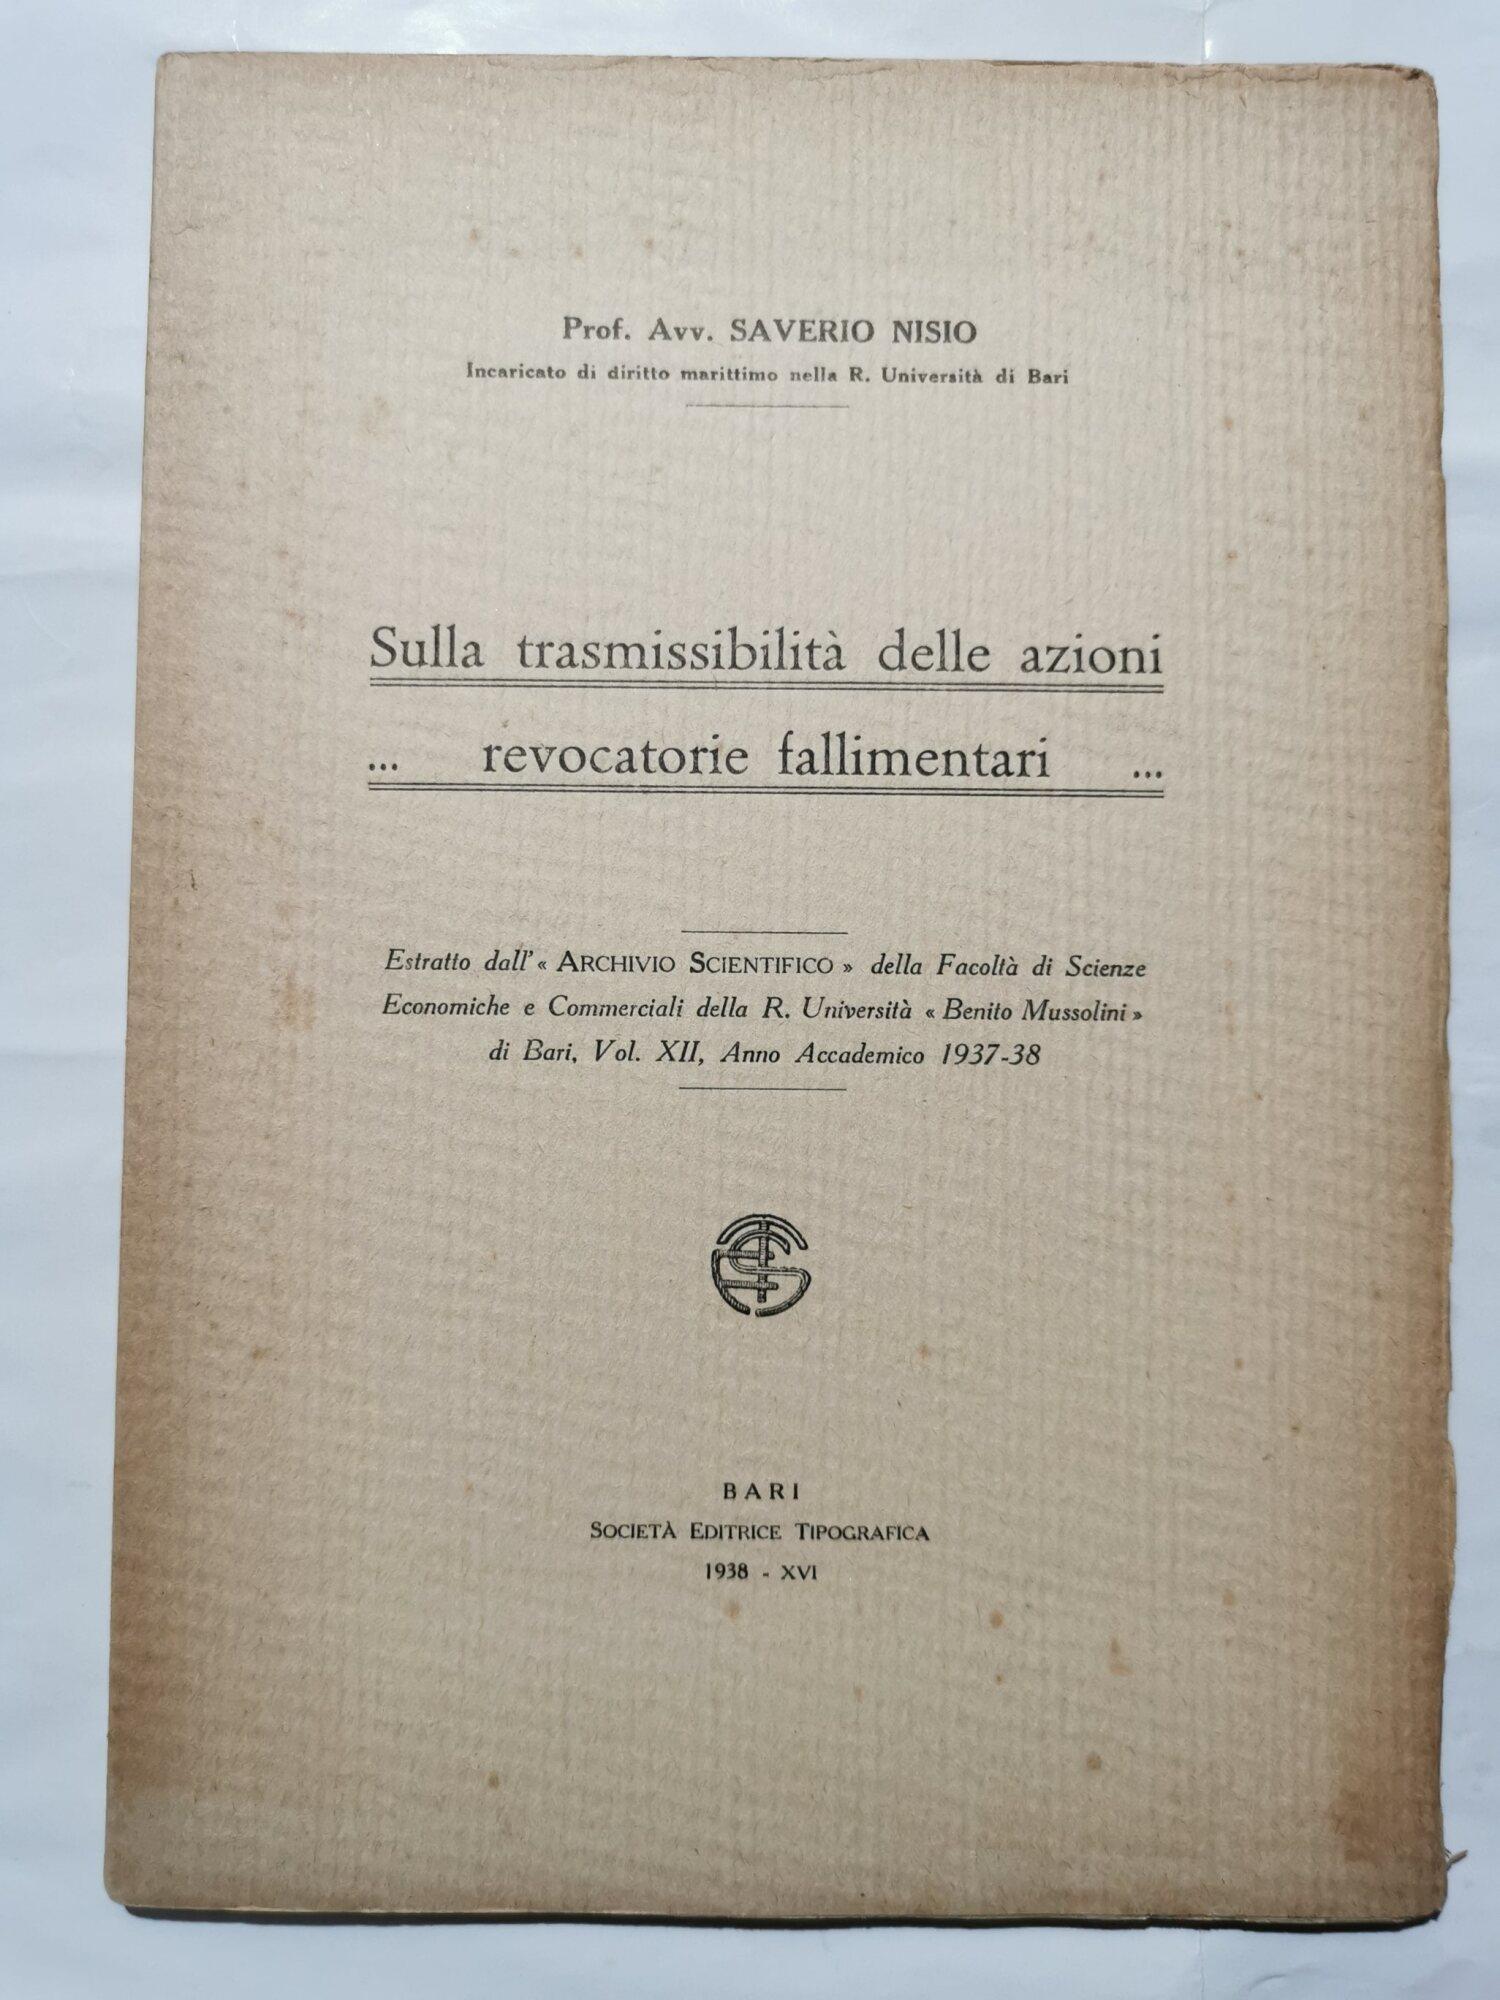 Prof. Avv. SAVERIO NISIO
Incaricato di diritto marittimo nella R. Università di Bari
Sulla trasmissibilità delle azioni
... revocatorie fallimentari ...
Estratto dall'« ARCHIVIO SCIENTIFICO » della Facoltà di Scienze
Economiche e Commerciali della R. Università « Benito Mussolini »
di Bari, Vol. XII, Anno Accademico 1937-38
BARI
SOCIETÀ EDITRICE TIPOGRAFICA
1938 - XVI